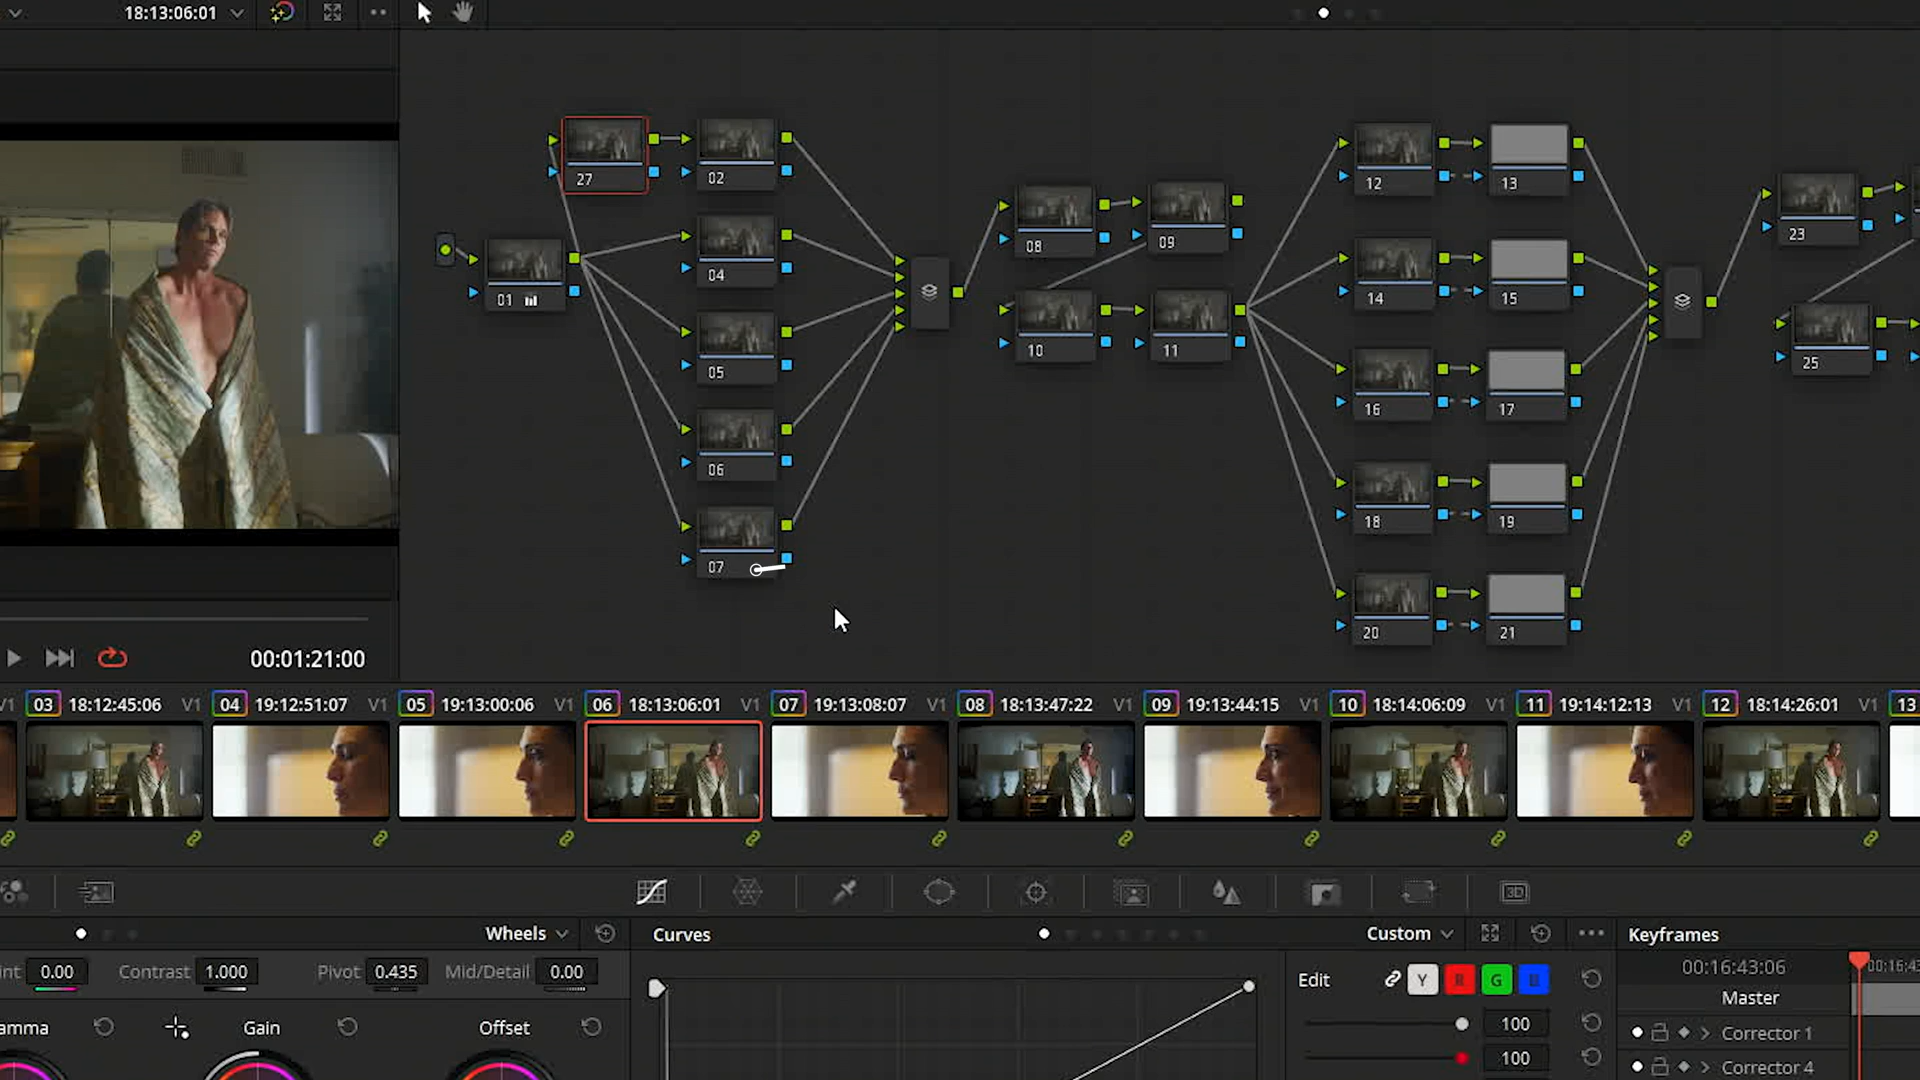 18:13:06:01
27
02
01
04
05
06
07
08
09
10
11
12
13
14
15
16
17
18
19
20
21
23
25
00:01:21:00
V1 03 18:12:45:06 V1 04 19:12:51:07 V1 05 19:13:00:06 V1 06 18:13:06:01 V1 07 19:13:08:07 V1 08 18:13:47:22 V1 09 19:13:44:15 V1 10 18:14:06:09 V1 11 19:14:12:13 V1 12 18:14:26:01 V1 13
3D
Wheels
Curves
Custom
Keyframes
int 0.00 Contrast 1.000 Pivot 0.435 Mid/Detail 0.00
Edit Y R G B
00:16:43:06
00:16:43
Master
amma Gain Offset
100
100
Corrector 1
Corrector 4